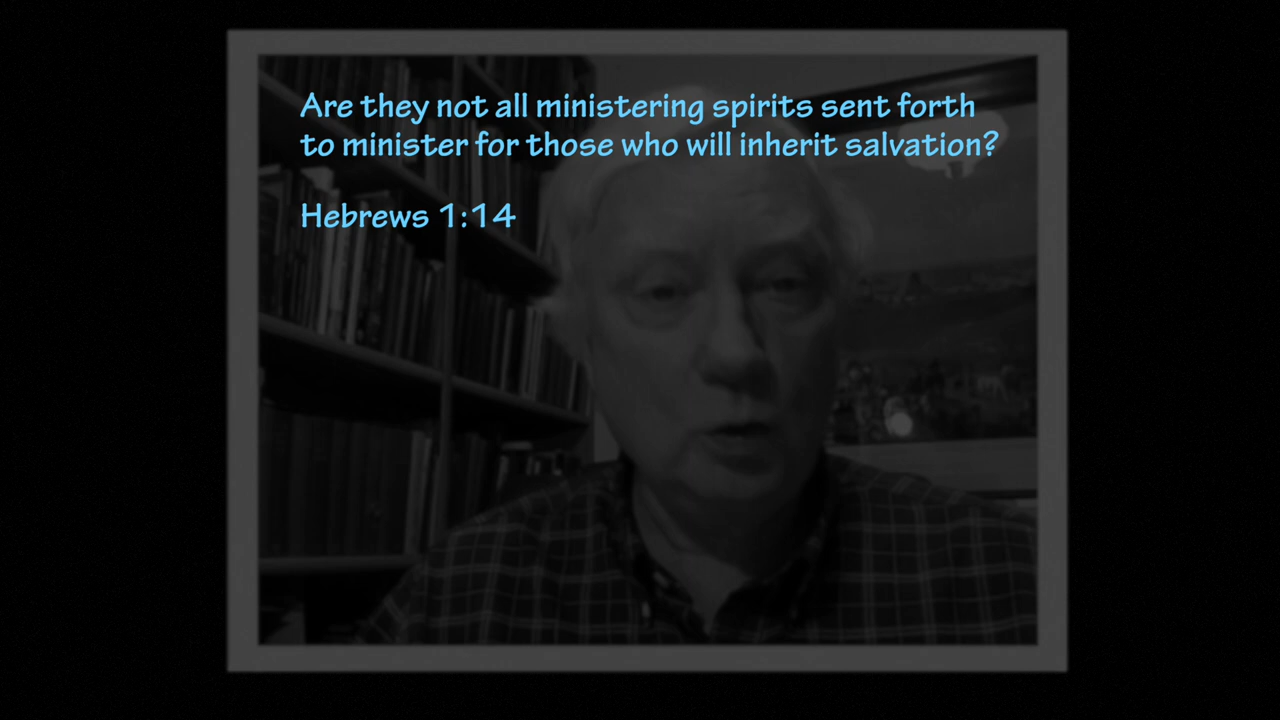 Are they not all ministering spirits sent forth
to minister for those who will inherit salvation?
Hebrews 1:14